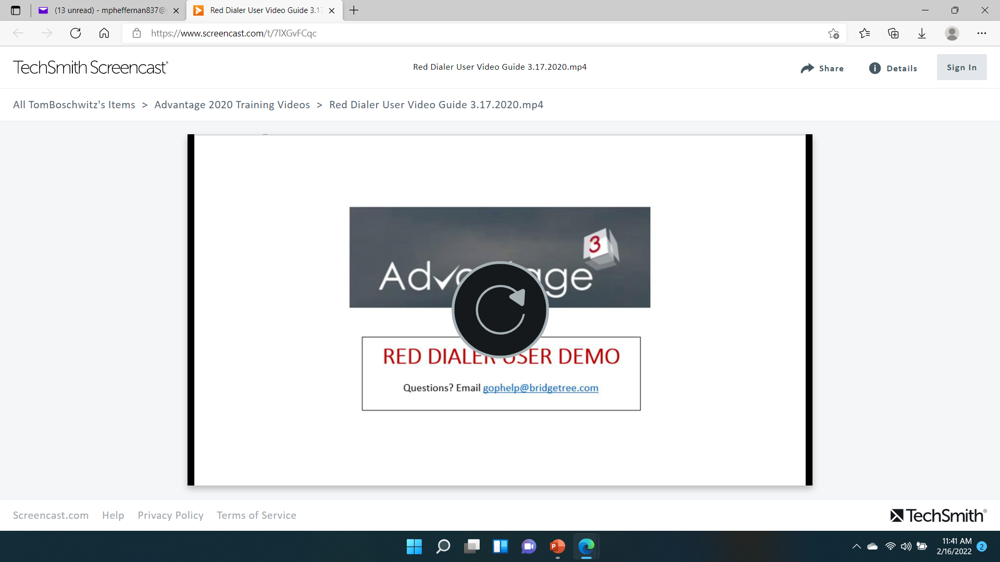 (13 unread) - mpheffernan837@
Red Dialer User Video Guide 3.17
https://www.screencast.com/t/7lXGvFCqc
TechSmith Screencast®
Red Dialer User Video Guide 3.17.2020.mp4
Share
Details
Sign In
All TomBoschwitz's Items > Advantage 2020 Training Videos > Red Dialer User Video Guide 3.17.2020.mp4
3
RED DIALER USER DEMO
Questions? Email gophelp@bridgetree.com
Screencast.com Help Privacy Policy Terms of Service
TechSmith®
P
11:41 AM
2/16/2022
2